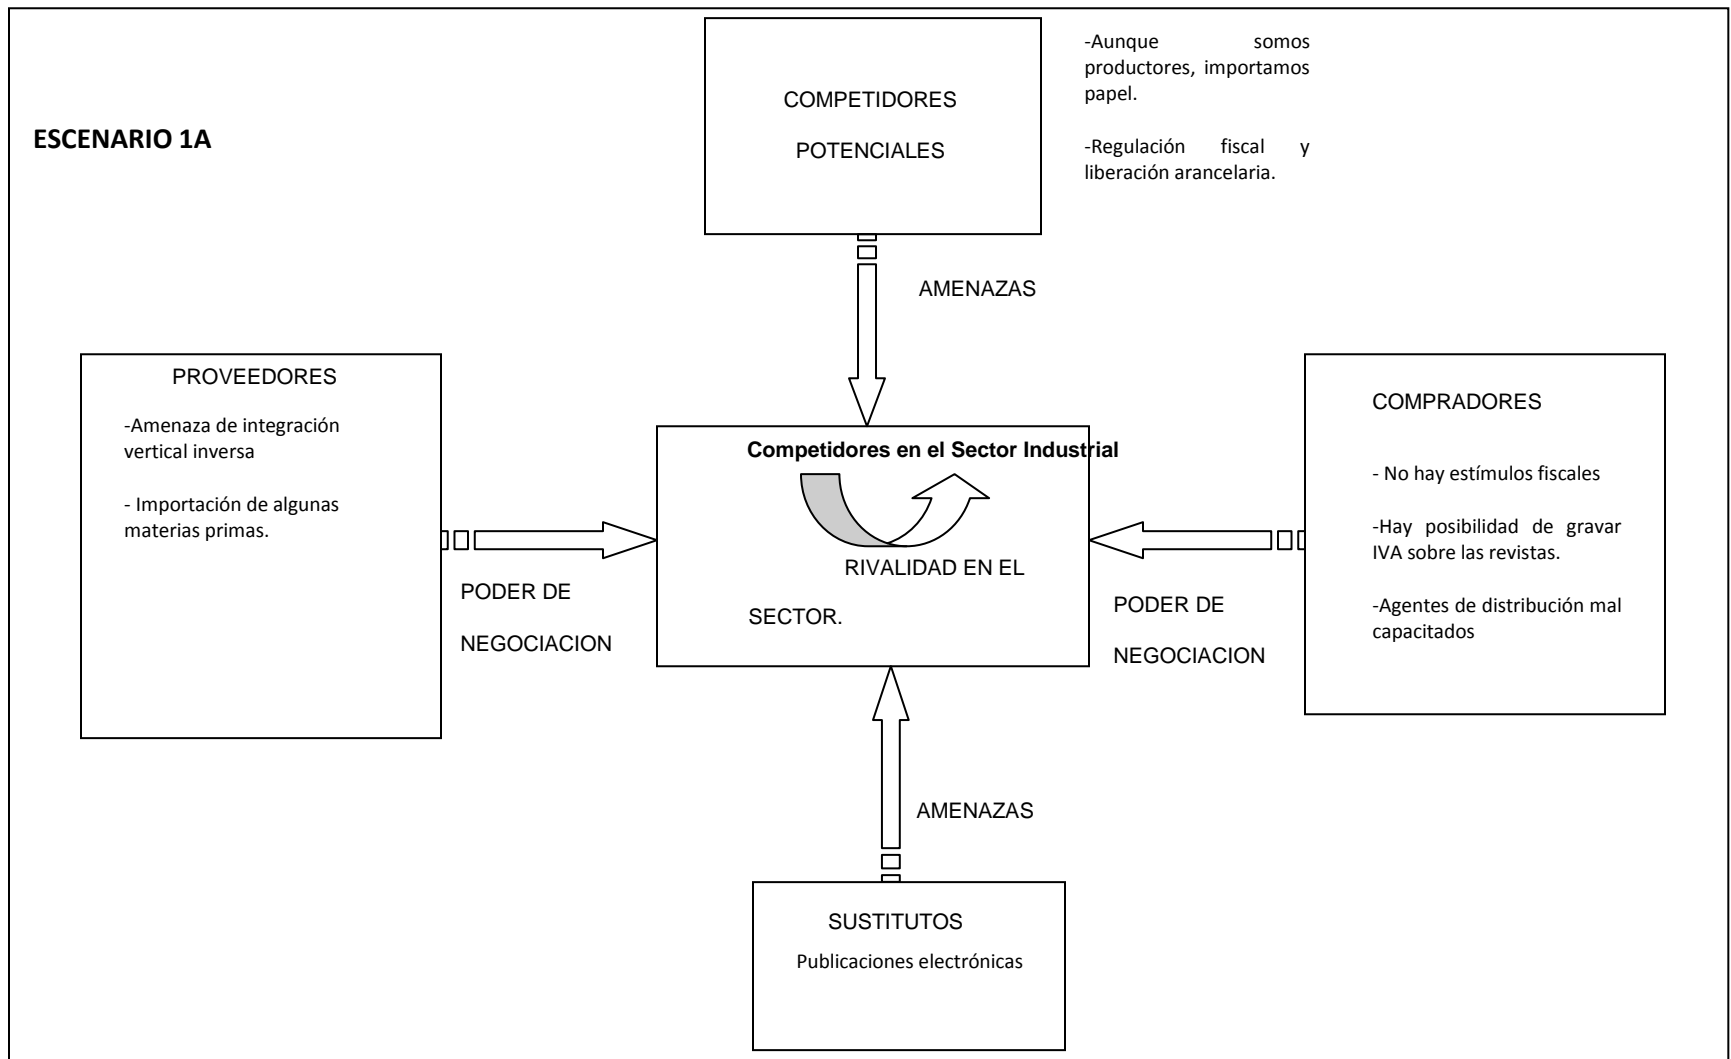 ESCENARIO 1A
COMPETIDORES
POTENCIALES
-Aunque somos
productores, importamos
papel.
-Regulación fiscal y
liberación arancelaria.
AMENAZAS
PROVEEDORES
-Amenaza de integración
vertical inversa
- Importación de algunas
materias primas.
PODER DE
NEGOCIACION
Competidores en el Sector Industrial
RIVALIDAD EN EL
SECTOR.
PODER DE
NEGOCIACION
COMPRADORES
- No hay estímulos fiscales
-Hay posibilidad de gravar
IVA sobre las revistas.
-Agentes de distribución mal
capacitados
AMENAZAS
SUSTITUTOS
Publicaciones electrónicas